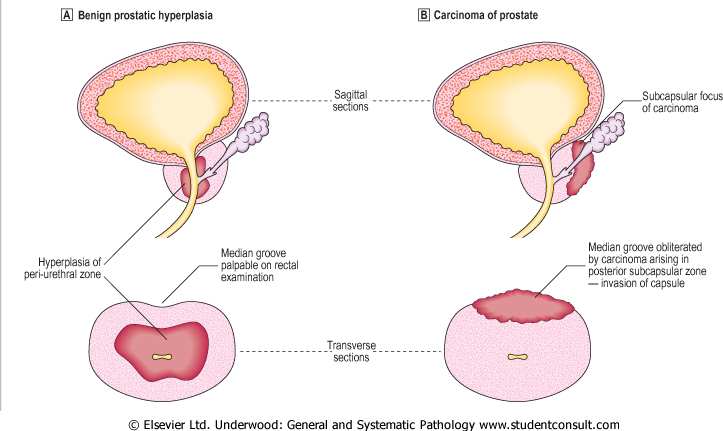 A Benign prostatic hyperplasia
B Carcinoma of prostate
Sagittal
sections
Subcapsular focus
of carcinoma
Hyperplasia of
peri-urethral zone
Median groove
palpable on rectal
examination
Median groove obliterated
by carcinoma arising in
posterior subcapsular zone
— invasion of capsule
Transverse
sections
© Elsevier Ltd. Underwood: General and Systematic Pathology www.studentconsult.com